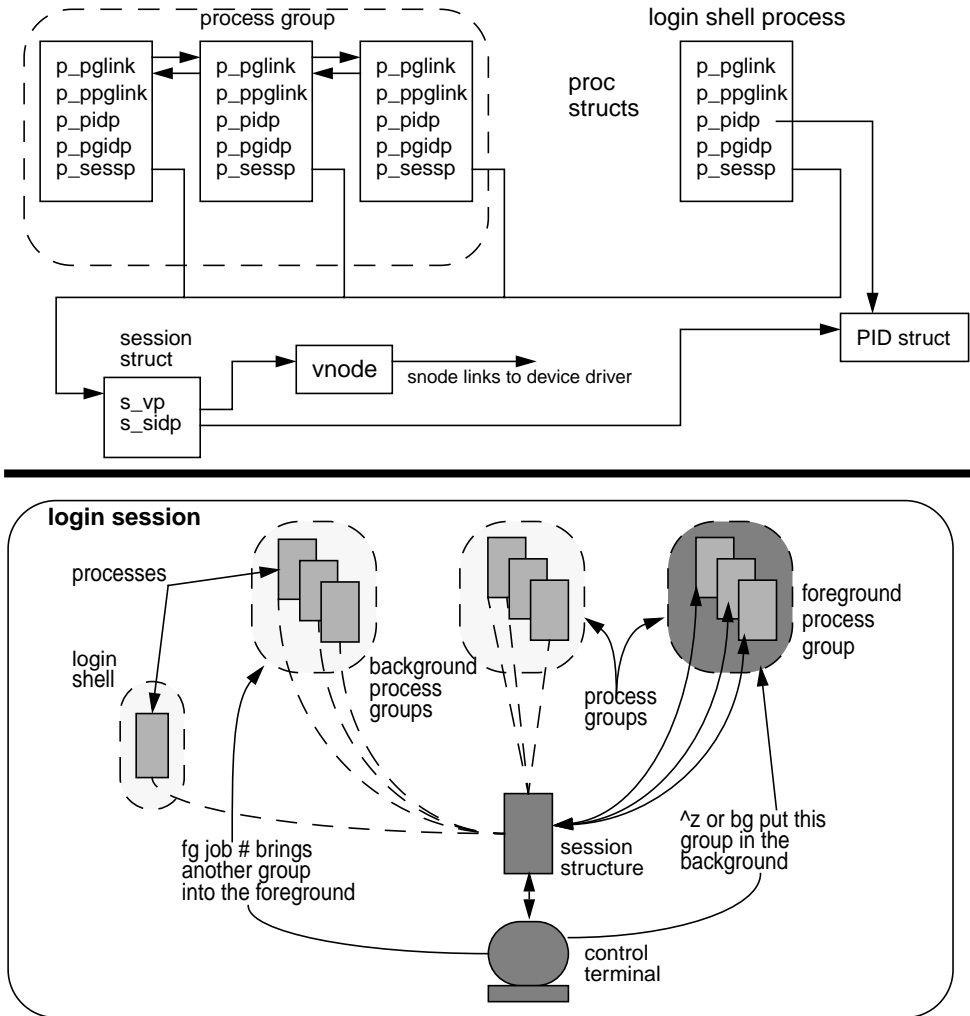 process group
login shell process
p_pglink
p_ppglink
p_pidp
p_pgidp
p_sessp
p_pglink
p_ppglink
p_pidp
p_pgidp
p_sessp
p_pglink
p_ppglink
p_pidp
p_pgidp
p_sessp
proc
structs
p_pglink
p_ppglink
p_pidp
p_pgidp
p_sessp
session
struct
s_vp
s_sidp
vnode
snode links to device driver
PID struct
login session
processes
login
shell
background
process
groups
process
groups
foreground
process
group
fg job # brings
another group
into the foreground
session
structure
^z or bg put this
group in the
background
control
terminal